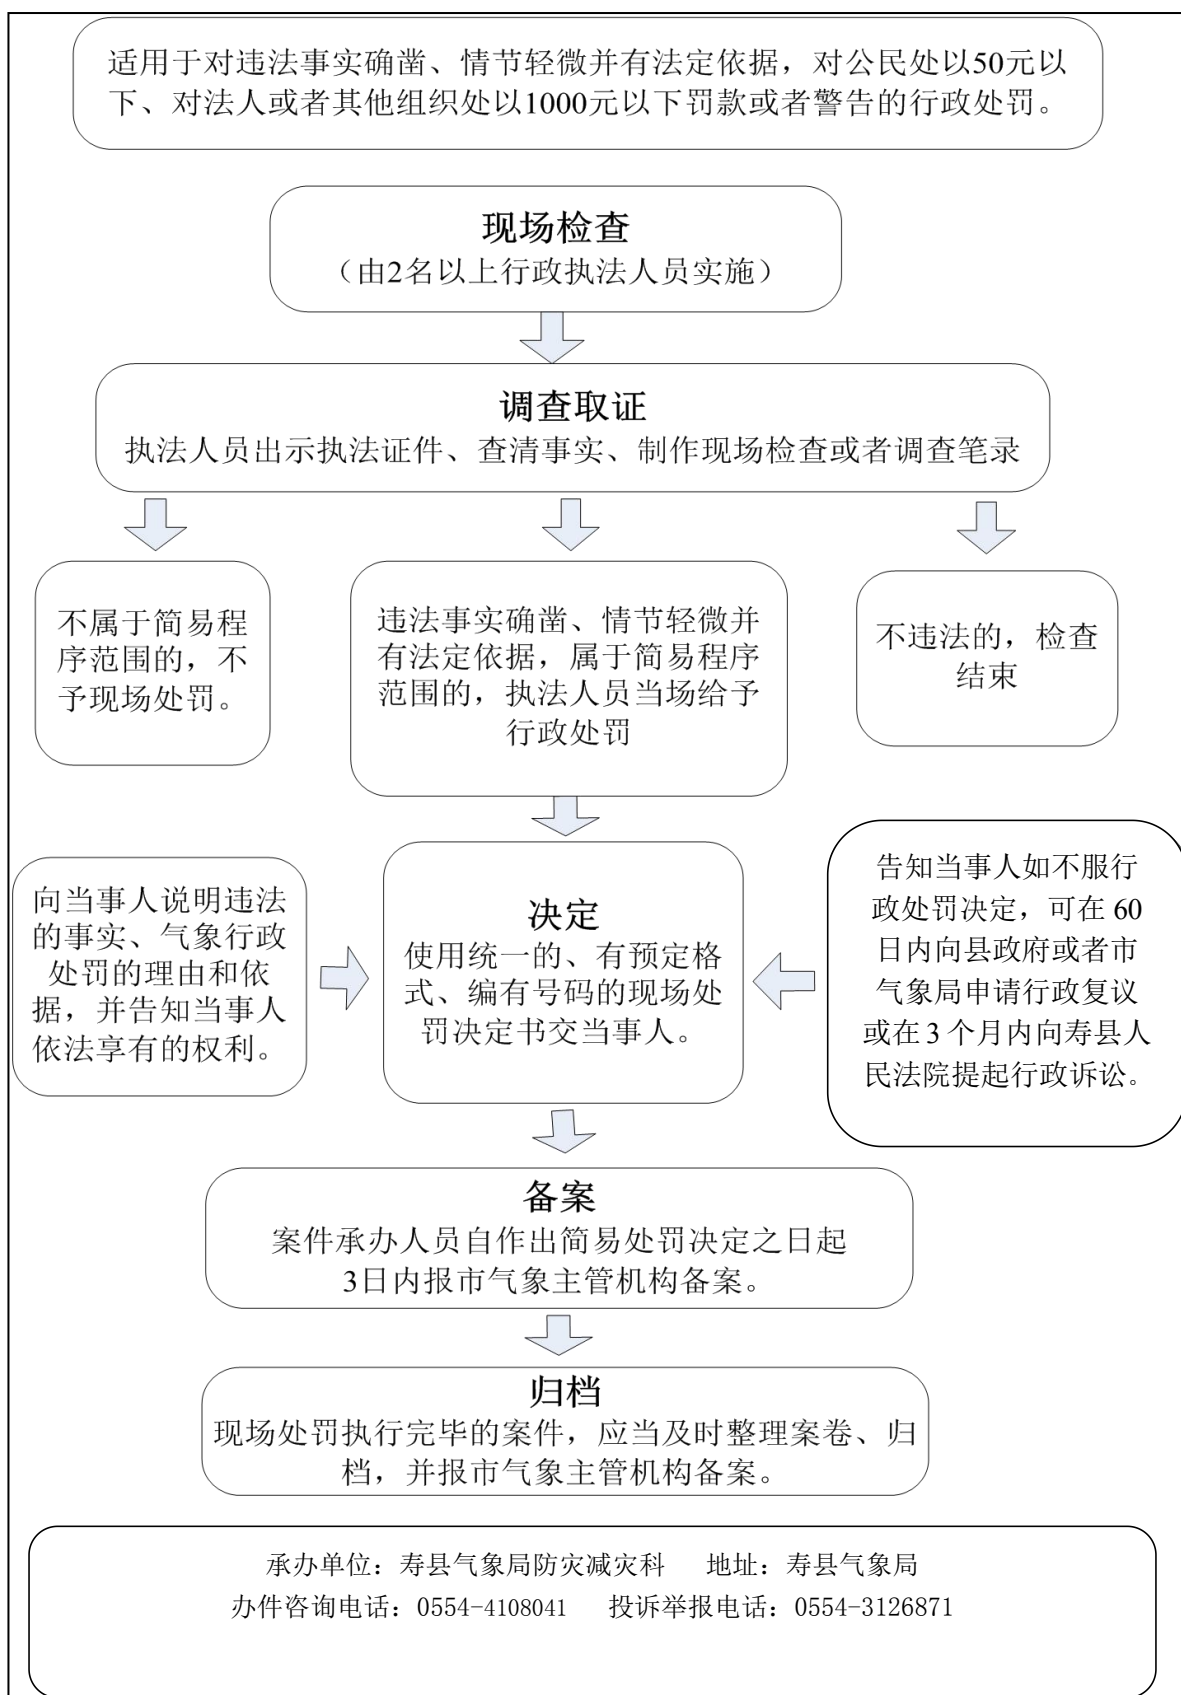 适用于对违法事实确凿、情节轻微并有法定依据，对公民处以50元以
下、对法人或者其他组织处以1000元以下罚款或者警告的行政处罚。
现场检查
（由2名以上行政执法人员实施）
调查取证
执法人员出示执法证件、查清事实、制作现场检查或者调查笔录
不属于简易程
序范围的，不
予现场处罚。
违法事实确凿、情节轻微并
有法定依据，属于简易程序
范围的，执法人员当场给予
行政处罚
不违法的，检查
结束
向当事人说明违法
的事实、气象行政
处罚的理由和依
据，并告知当事人
依法享有的权利。
决定
使用统一的、有预定格
式、编有号码的现场处
罚决定书交当事人。
告知当事人如不服行
政处罚决定，可在 60
日内向县政府或者市
气象局申请行政复议
或在 3 个月内向寿县人
民法院提起行政诉讼。
备案
案件承办人员自作出简易处罚决定之日起
3日内报市气象主管机构备案。
归档
现场处罚执行完毕的案件，应当及时整理案卷、归
档，并报市气象主管机构备案。
承办单位：寿县气象局防灾减灾科 地址：寿县气象局
办件咨询电话：0554-4108041 投诉举报电话：0554-3126871